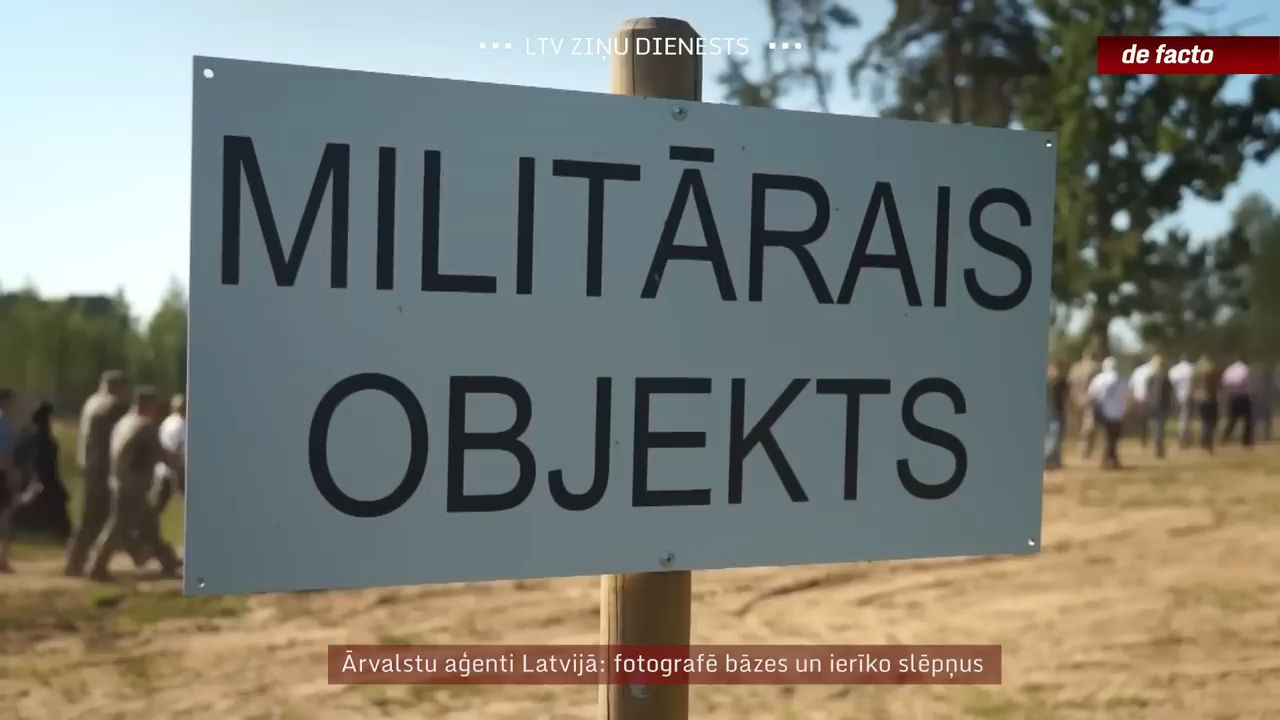 LTV ZIŅU DIENESTS
de facto
MILITĀRAIS
OBJEKTS
Ārvalstu aģenti Latvijā: fotografē bāzes un ierīko slēpņus